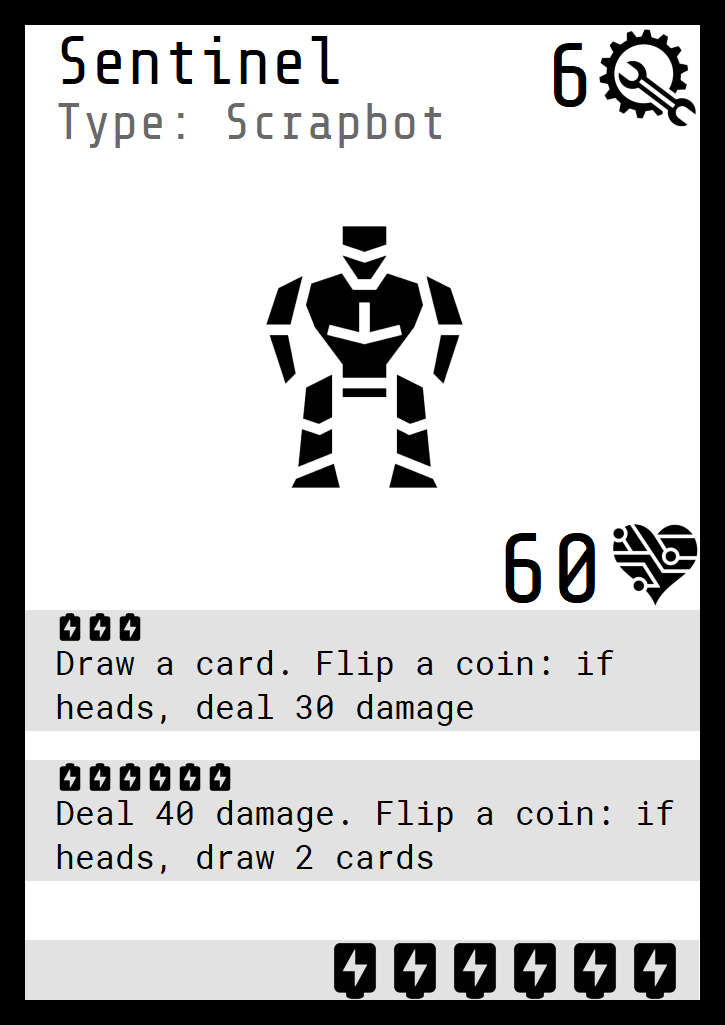 Sentinel
6
Type: Scrapbot
60
Draw a card. Flip a coin: if
heads, deal 30 damage
Deal 40 damage. Flip a coin: if
heads, draw 2 cards